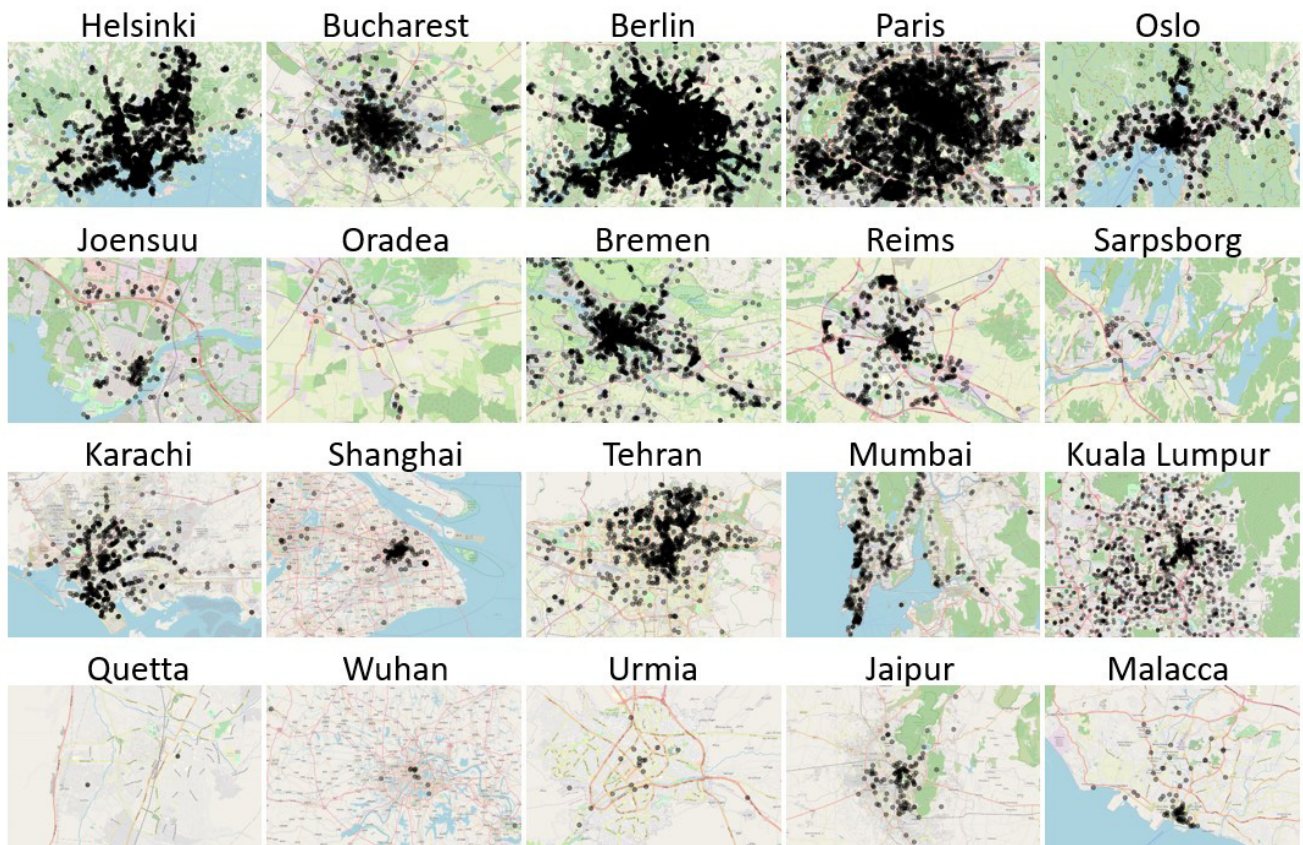 Helsinki Bucharest Berlin Paris Oslo
Joensuu Oradea Bremen Reims Sarpsborg
Karachi Shanghai Tehran Mumbai Kuala Lumpur
Quetta Wuhan Urmia Jaipur Malacca